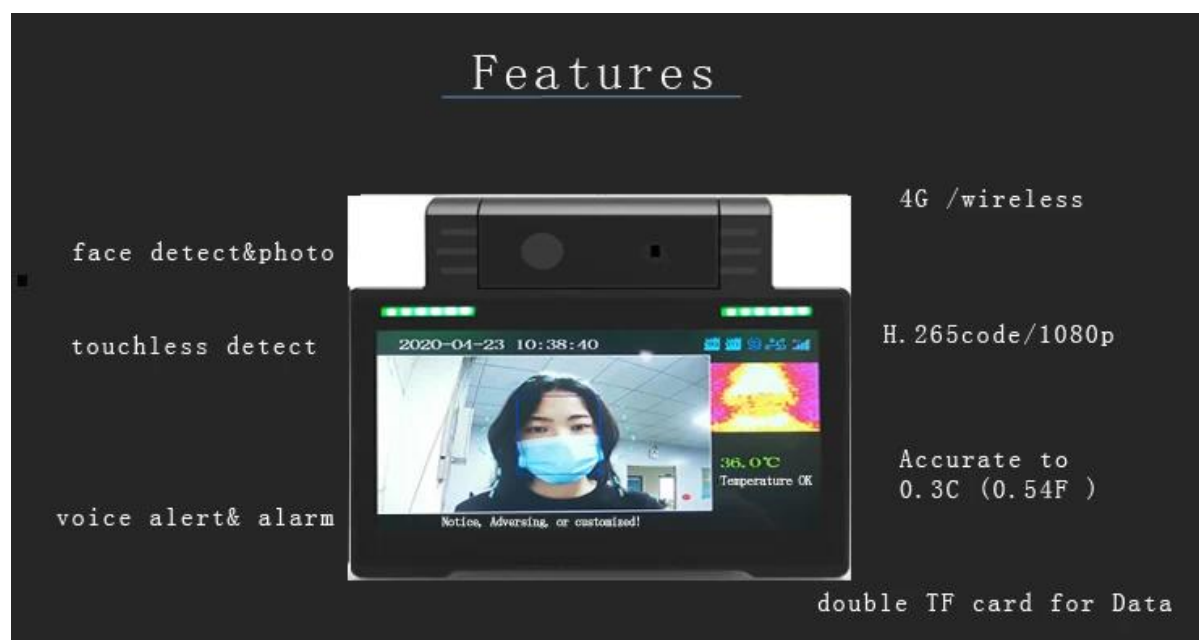 Features
4G /wireless
face detect&photo
touchless detect
H.265code/1080p
2020-04-23 10:38:40
36.0℃
Temperature OK
Accurate to
0.3C (0.54F )
voice alert& alarm
Notice, Adversing, or customized!
double TF card for Data